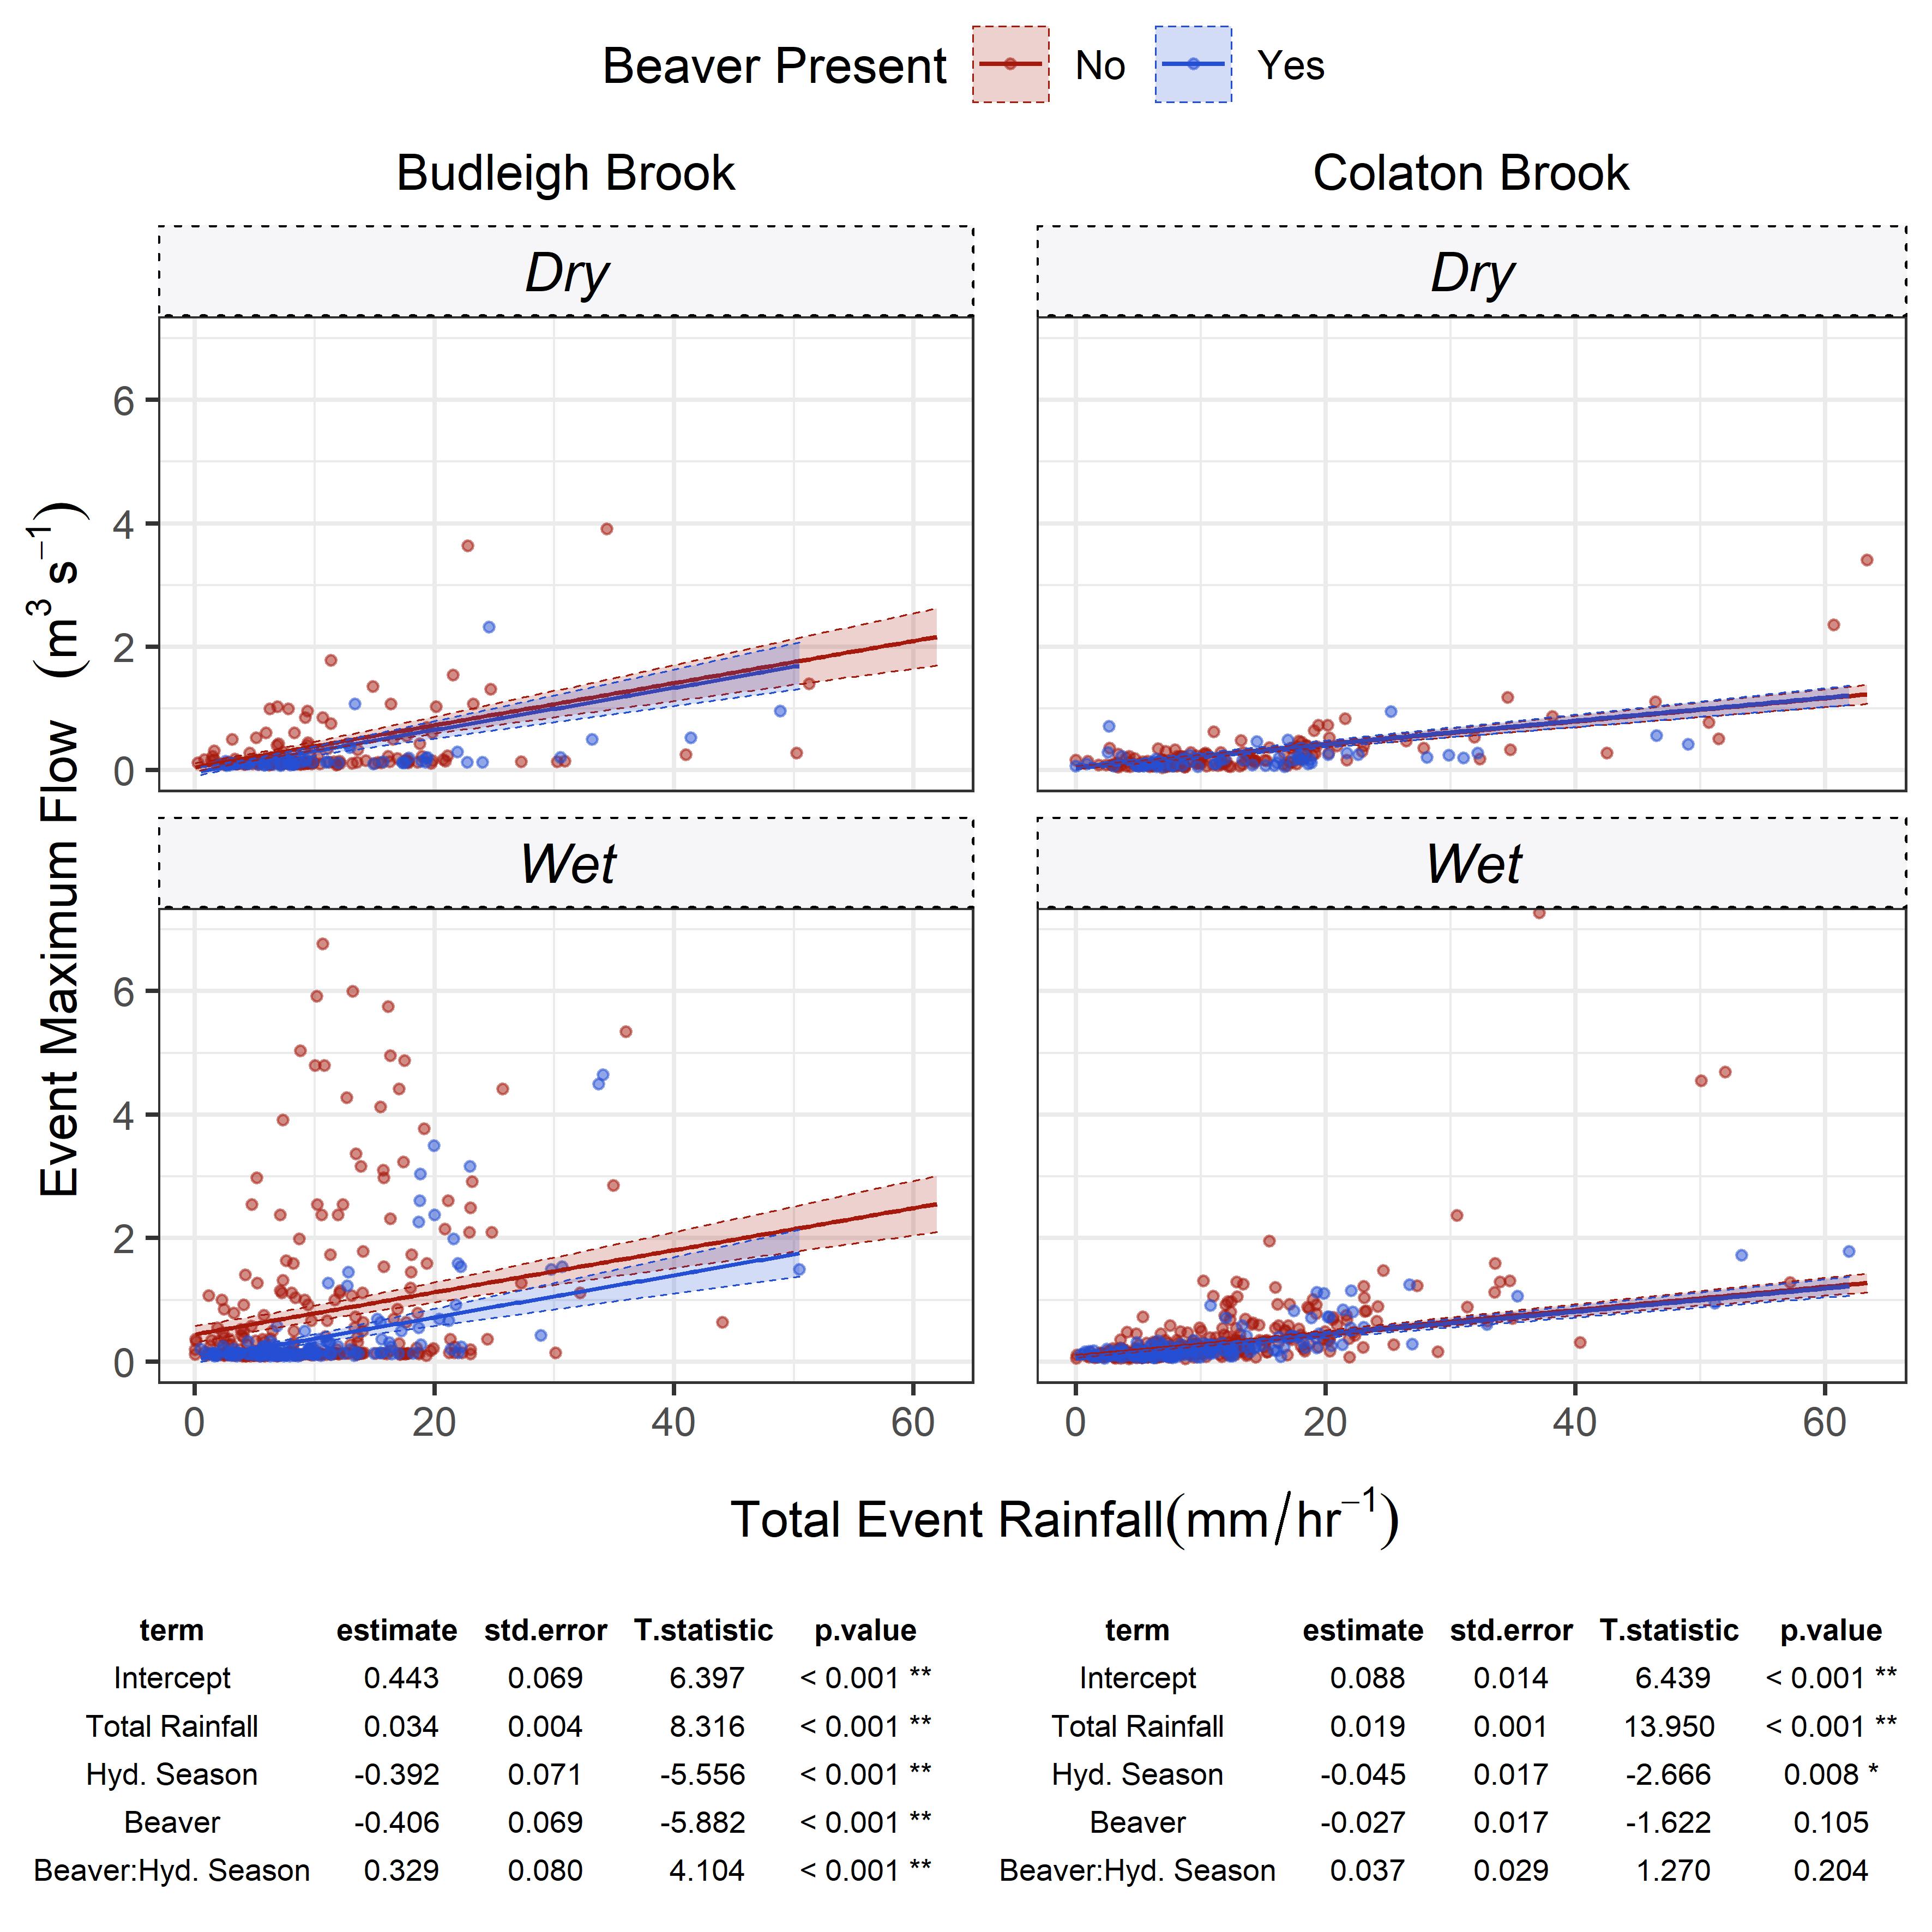 Beaver Present No Yes
Budleigh Brook Colaton Brook
Dry Dry
6
4
2
0
Wet Wet
6
4
2
0
0 20 40 60 0 20 40 60
Event Maximum Flow (m³ s⁻¹)
Total Event Rainfall(mm/hr⁻¹)
term estimate std.error T.statistic p.value
Intercept 0.443 0.069 6.397 < 0.001 **
Total Rainfall 0.034 0.004 8.316 < 0.001 **
Hyd. Season -0.392 0.071 -5.556 < 0.001 **
Beaver -0.406 0.069 -5.882 < 0.001 **
Beaver:Hyd. Season 0.329 0.080 4.104 < 0.001 **
term estimate std.error T.statistic p.value
Intercept 0.088 0.014 6.439 < 0.001 **
Total Rainfall 0.019 0.001 13.950 < 0.001 **
Hyd. Season -0.045 0.017 -2.666 0.008 *
Beaver -0.027 0.017 -1.622 0.105
Beaver:Hyd. Season 0.037 0.029 1.270 0.204